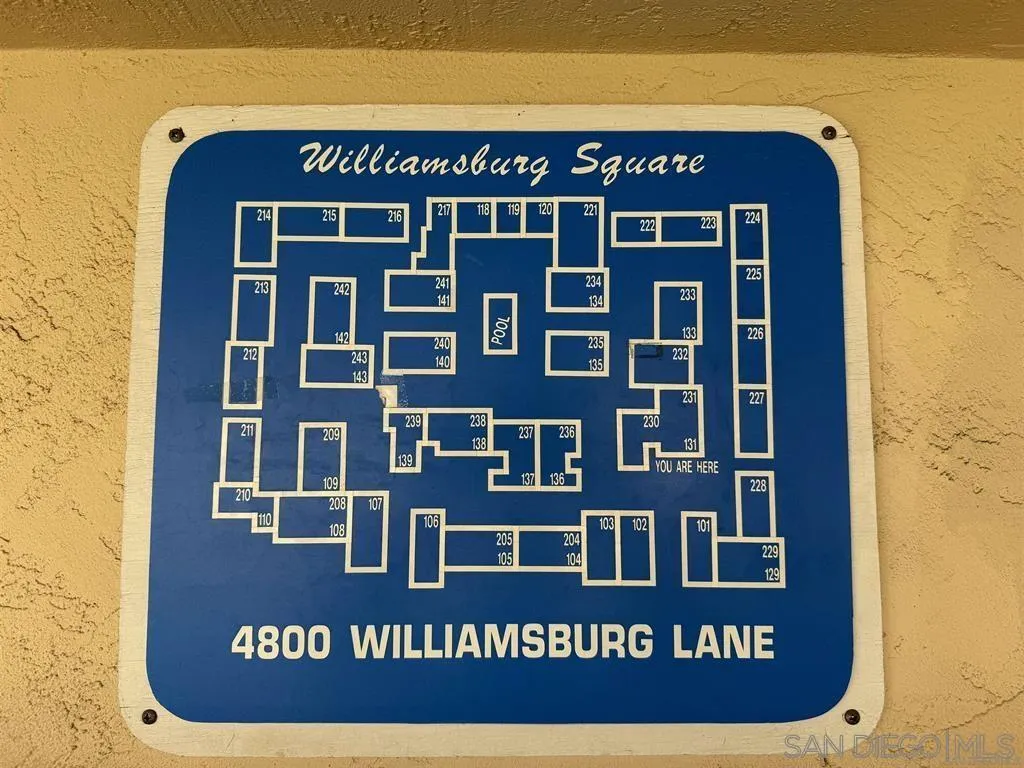 Williamsburg Square
214 215 216 217 118 119 120 221 222 223 224
213 242 142 241 141 POOL 234 134 233 133 225
212 243 143 240 140 235 135 232 226
211 209 109 239 139 238 138 237 137 236 136 230 231 131 227
YOU ARE HERE
210 110 208 108 107 228
106 205 105 204 104 103 102 101 229 129
4800 WILLIAMSBURG LANE
SAN DIEGO MLS